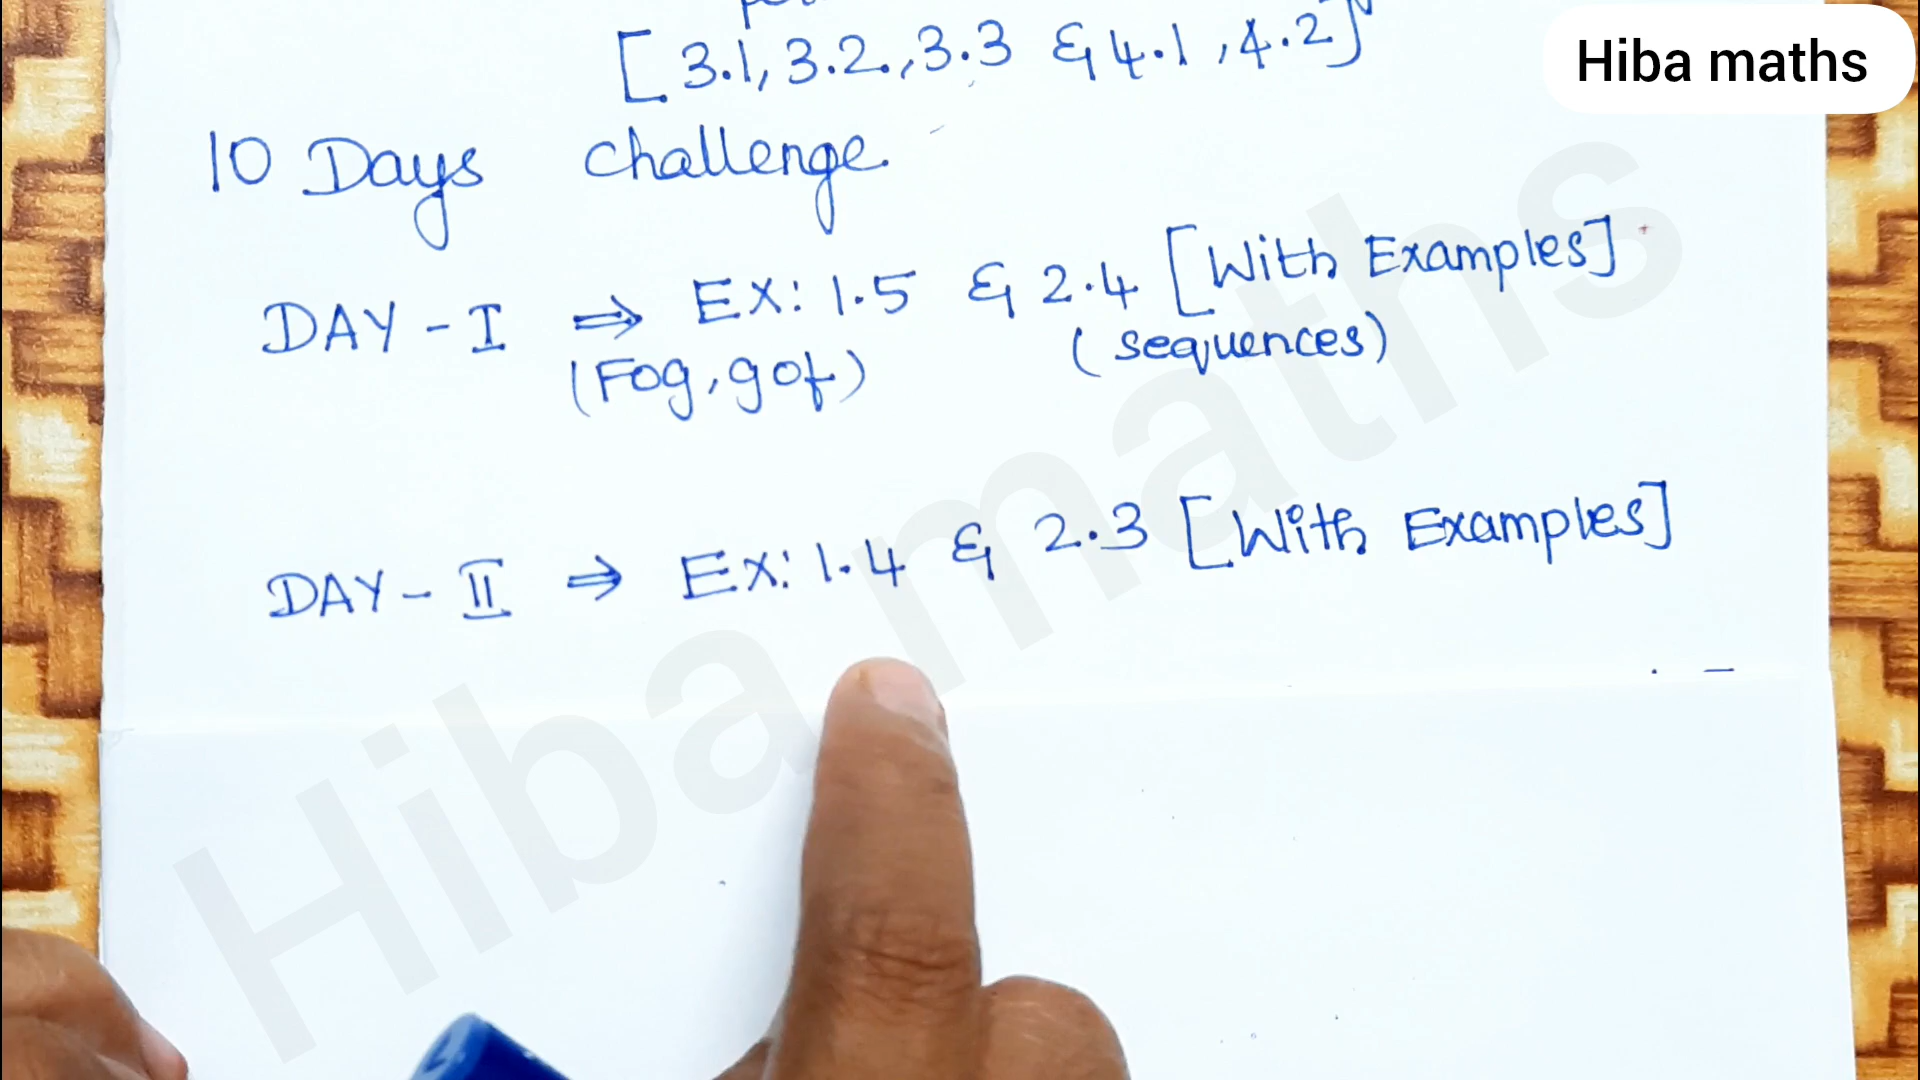 [3.1, 3.2., 3.3 & 4.1, 4.2]
Hiba maths
10 Days challenge
DAY - I ⇒ EX: 1.5 & 2.4 [With Examples]
(Fog, gof) (sequences)
DAY - II ⇒ Ex: 1.4 & 2.3 [With Examples]
Hiba maths